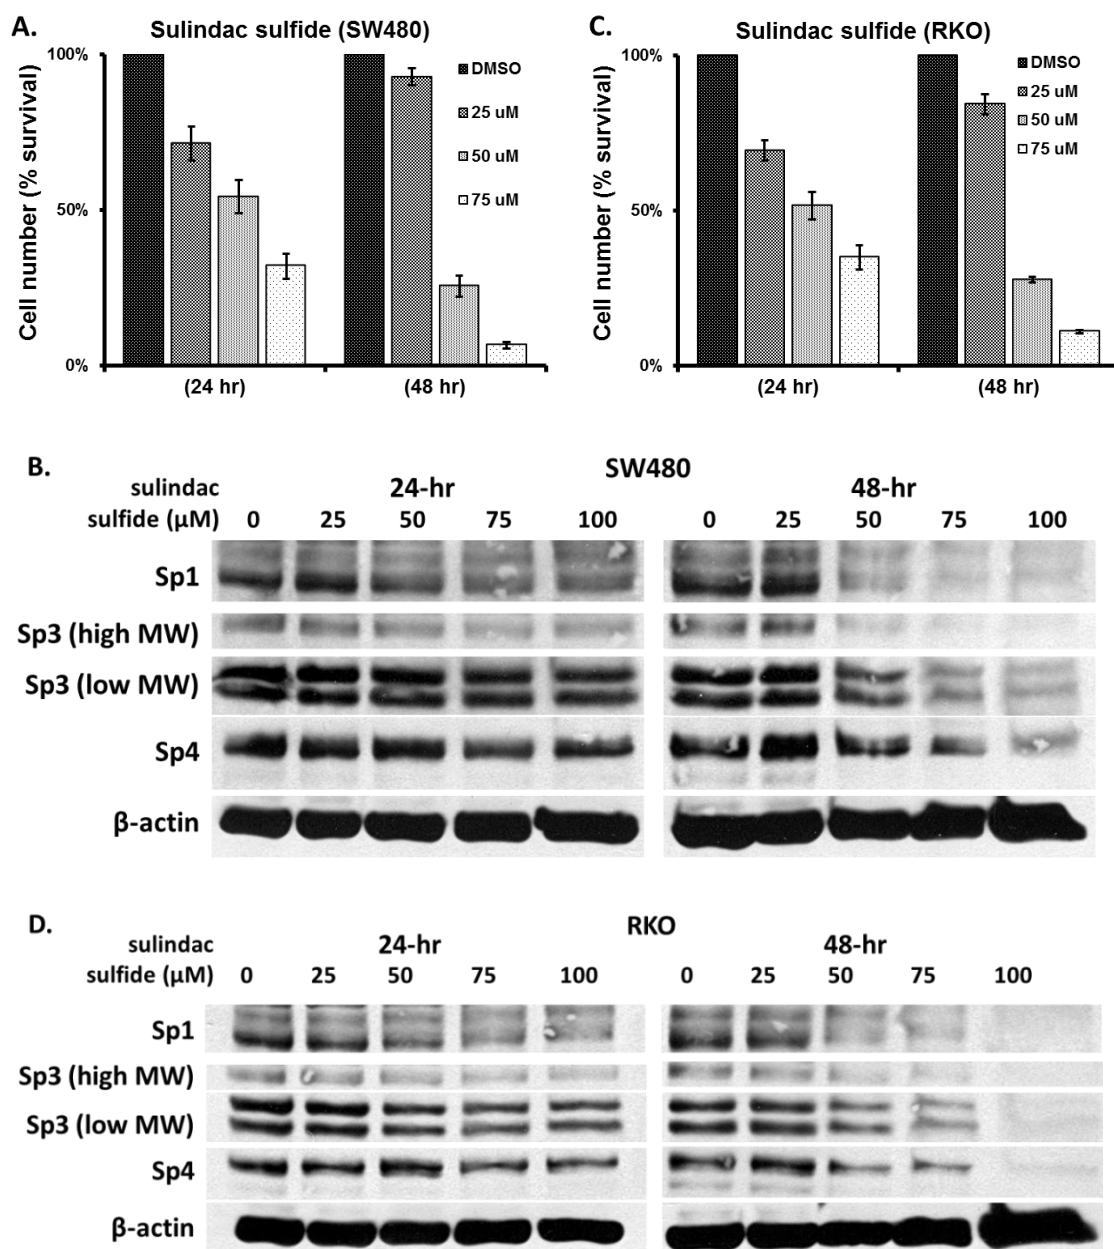 A.
Sulindac sulfide (SW480)
Cell number (% survival)
100%
50%
0%
DMSO
25 uM
50 uM
75 uM
(24 hr)
(48 hr)
C.
Sulindac sulfide (RKO)
Cell number (% survival)
100%
50%
0%
DMSO
25 uM
50 uM
75 uM
(24 hr)
(48 hr)
B.
SW480
sulindac
24-hr
48-hr
sulfide (µM)
0 25 50 75 100
0 25 50 75 100
Sp1
Sp3 (high MW)
Sp3 (low MW)
Sp4
β-actin
D.
RKO
sulindac
24-hr
48-hr
sulfide (µM)
0 25 50 75 100
0 25 50 75 100
Sp1
Sp3 (high MW)
Sp3 (low MW)
Sp4
β-actin